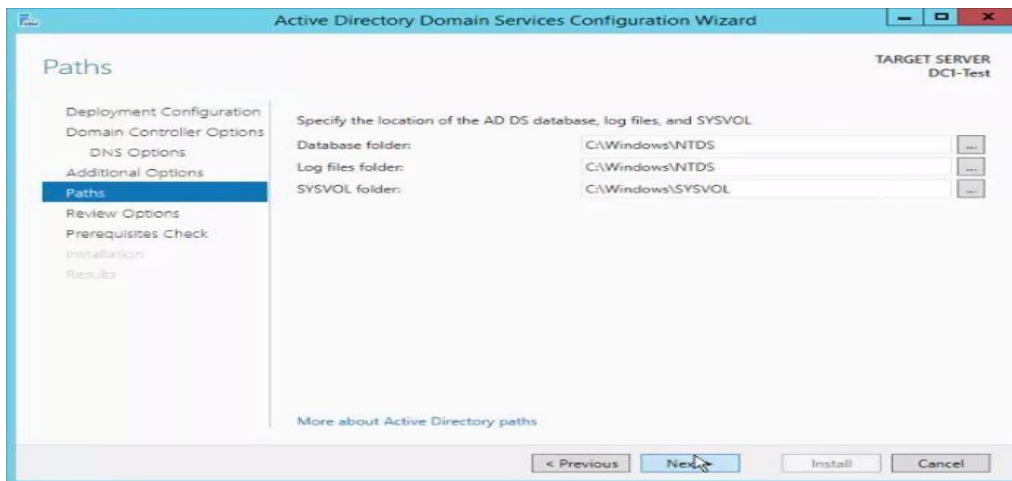 Active Directory Domain Services Configuration Wizard
Paths
TARGET SERVER
DC1-Test
Deployment Configuration
Domain Controller Options
DNS Options
Additional Options
Paths
Review Options
Prerequisites Check
Installation
Results
Specify the location of the AD DS database, log files, and SYSVOL
Database folder: C:\Windows\NTDS ...
Log files folder: C:\Windows\NTDS ...
SYSVOL folder: C:\Windows\SYSVOL ...
More about Active Directory paths
< Previous Next > Install Cancel